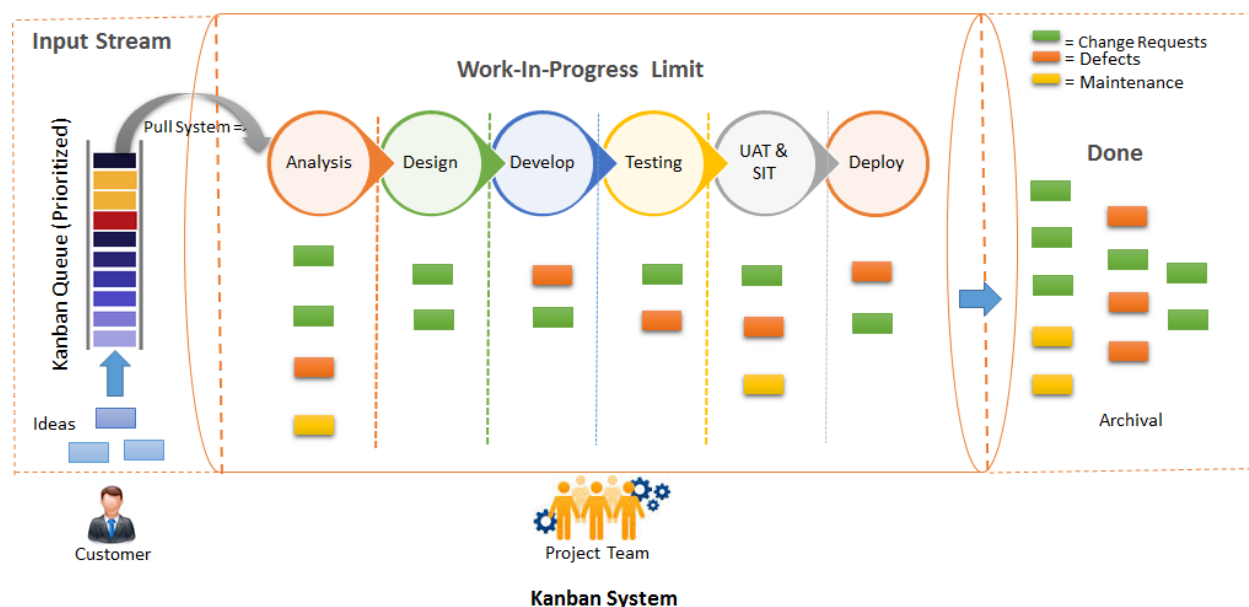 Input Stream
Work-In-Progress Limit
= Change Requests
= Defects
= Maintenance
Kanban Queue (Prioritized)
Pull System =>
Analysis
Design
Develop
Testing
UAT &
SIT
Deploy
Done
Ideas
Archival
Customer
Project Team
Kanban System